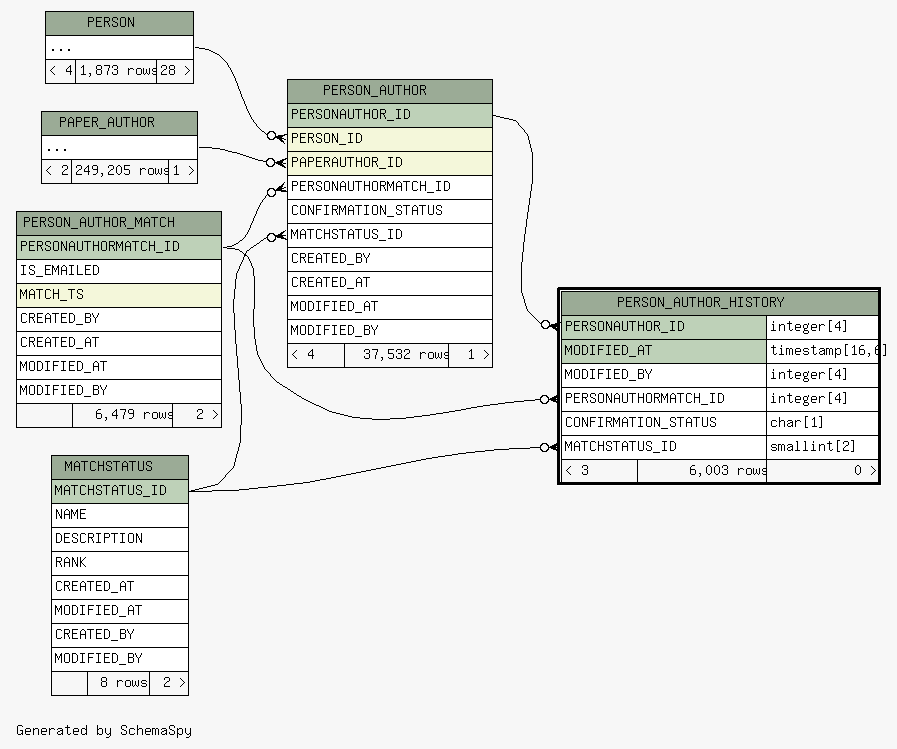 PERSON
...
< 4 1,873 rows 28 >
PAPER_AUTHOR
...
< 2 249,205 rows 1 >
PERSON_AUTHOR_MATCH
PERSONAUTHORMATCH_ID
IS_EMAILED
MATCH_TS
CREATED_BY
CREATED_AT
MODIFIED_AT
MODIFIED_BY
6,479 rows 2 >
MATCHSTATUS
MATCHSTATUS_ID
NAME
DESCRIPTION
RANK
CREATED_AT
MODIFIED_AT
CREATED_BY
MODIFIED_BY
8 rows 2 >
PERSON_AUTHOR
PERSONAUTHOR_ID
PERSON_ID
PAPERAUTHOR_ID
PERSONAUTHORMATCH_ID
CONFIRMATION_STATUS
MATCHSTATUS_ID
CREATED_BY
CREATED_AT
MODIFIED_AT
MODIFIED_BY
< 4 37,532 rows 1 >
PERSON_AUTHOR_HISTORY
PERSONAUTHOR_ID integer[4]
MODIFIED_AT timestamp[16,6]
MODIFIED_BY integer[4]
PERSONAUTHORMATCH_ID integer[4]
CONFIRMATION_STATUS char[1]
MATCHSTATUS_ID smallint[2]
< 3 6,003 rows 0 >
Generated by SchemaSpy